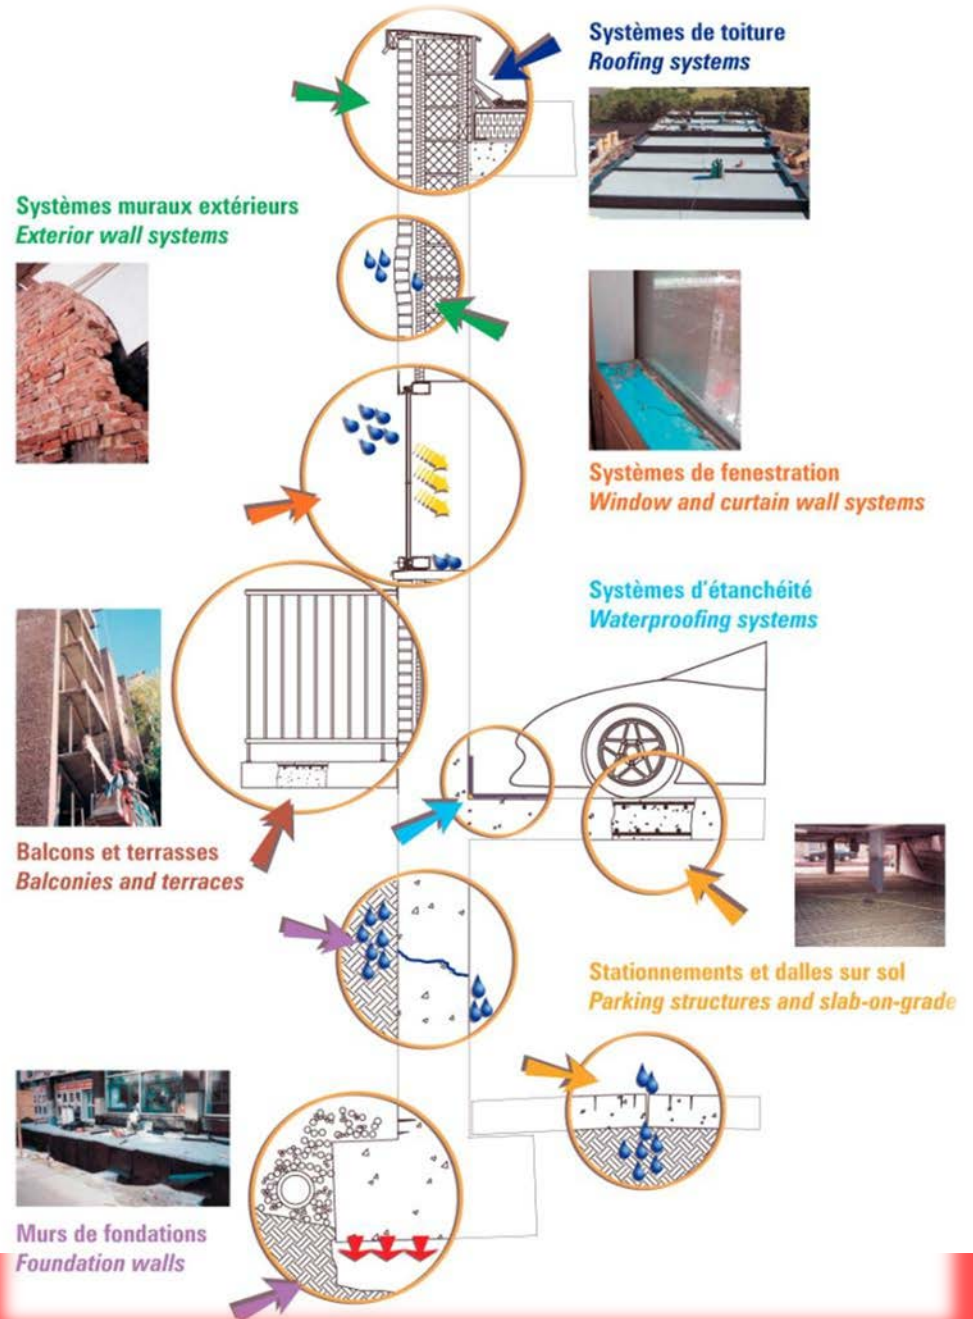 Systèmes de toiture
Roofing systems
Systèmes muraux extérieurs
Exterior wall systems
Systèmes de fenestration
Window and curtain wall systems
Systèmes d'étanchéité
Waterproofing systems
Balcons et terrasses
Balconies and terraces
Stationnements et dalles sur sol
Parking structures and slab-on-grade
Murs de fondations
Foundation walls